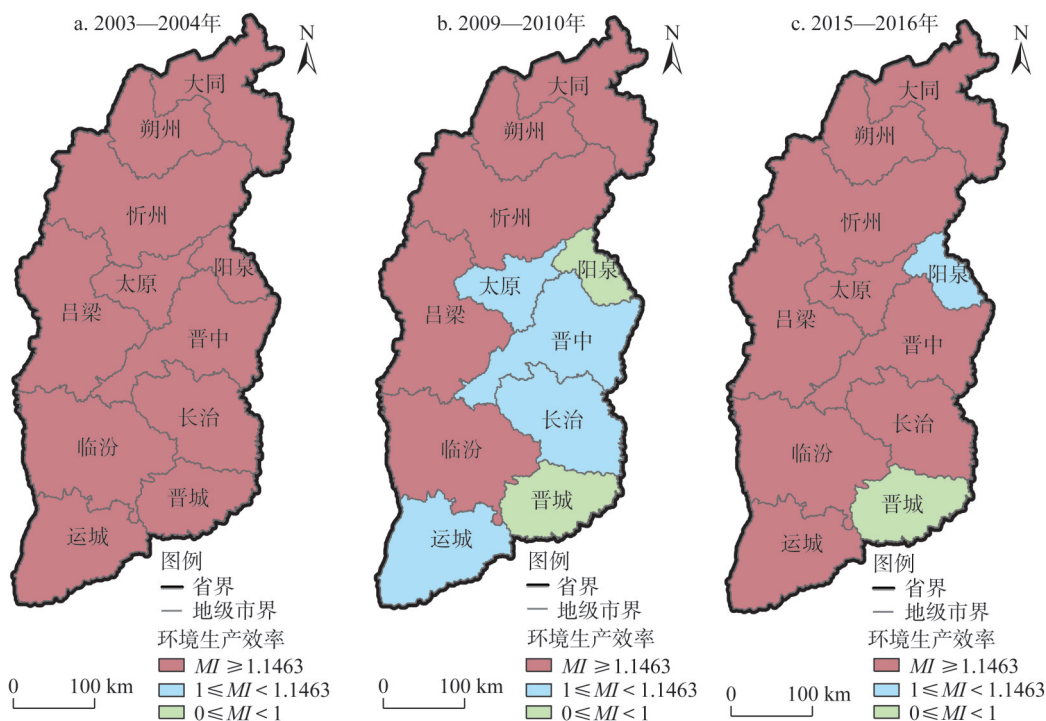 a. 2003—2004年
N
大同
朔州
忻州
阳泉
太原
吕梁
晋中
长治
临汾
晋城
运城
图例
省界
地级市界
环境生产效率
MI ≥ 1.1463
1 ≤ MI < 1.1463
0 ≤ MI < 1
0 100 km
b. 2009—2010年
N
大同
朔州
忻州
阳泉
太原
吕梁
晋中
长治
临汾
晋城
运城
图例
省界
地级市界
环境生产效率
MI ≥ 1.1463
1 ≤ MI < 1.1463
0 ≤ MI < 1
0 100 km
c. 2015—2016年
N
大同
朔州
忻州
阳泉
太原
吕梁
晋中
长治
临汾
晋城
运城
图例
省界
地级市界
环境生产效率
MI ≥ 1.1463
1 ≤ MI < 1.1463
0 ≤ MI < 1
0 100 km